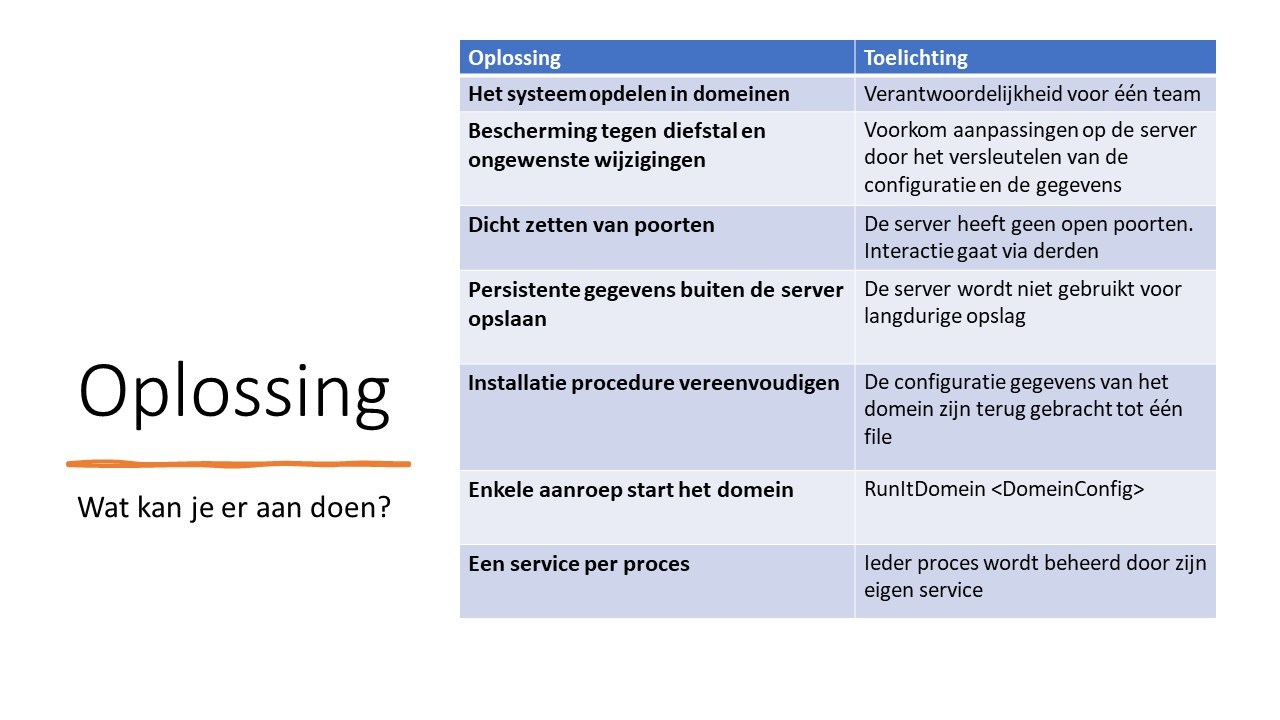 Oplossing
Wat kan je er aan doen?
Oplossing Toelichting
Het systeem opdelen in domeinen Verantwoordelijkheid voor één team
Bescherming tegen diefstal en
ongewenste wijzigingen
Voorkom aanpassingen op de server
door het versleutelen van de
configuratie en de gegevens
Dicht zetten van poorten
De server heeft geen open poorten.
Interactie gaat via derden
Persistente gegevens buiten de server
opslaan
De server wordt niet gebruikt voor
langdurige opslag
Installatie procedure vereenvoudigen
De configuratie gegevens van het
domein zijn terug gebracht tot één
file
Enkele aanroep start het domein
RunItDomein <DomeinConfig>
Een service per proces
Ieder proces wordt beheerd door zijn
eigen service